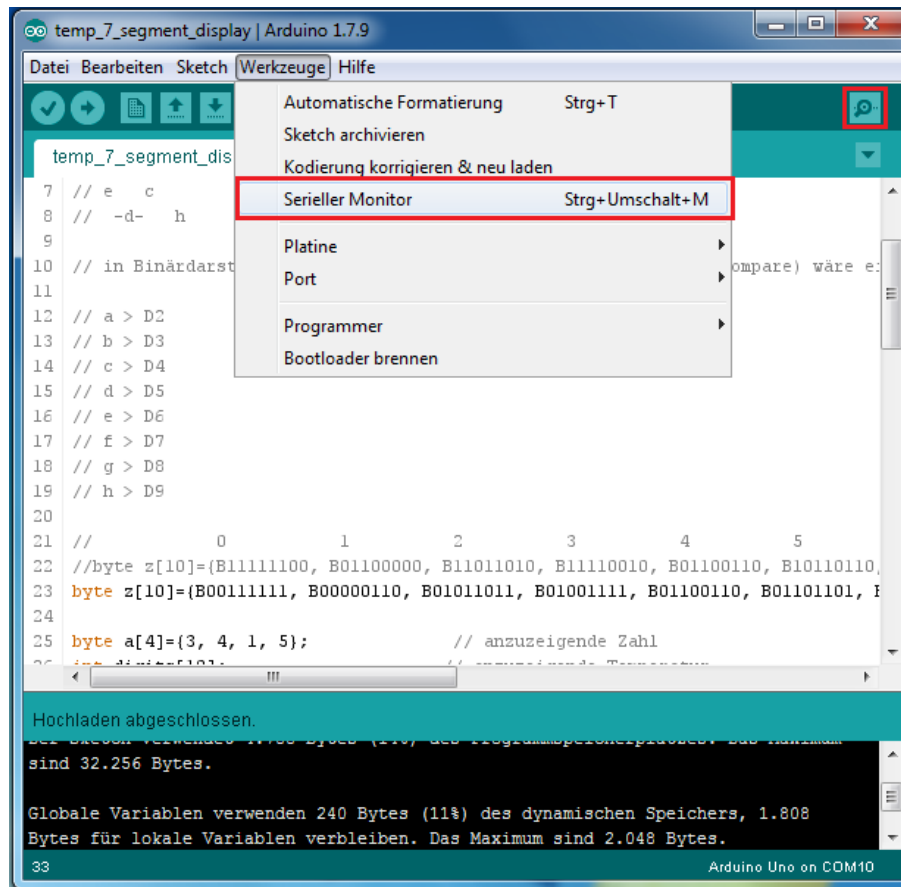 temp_7_segment_display | Arduino 1.7.9
Datei Bearbeiten Sketch Werkzeuge Hilfe
Automatische Formatierung Strg+T
Sketch archivieren
Kodierung korrigieren & neu laden
Serieller Monitor Strg+Umschalt+M
Platine
Port
Programmer
Bootloader brennen
temp_7_segment_dis
7 // e c
8 // -d- h
9
10 // in Binärdarst ompare) wäre e
11
12 // a > D2
13 // b > D3
14 // c > D4
15 // d > D5
16 // e > D6
17 // f > D7
18 // g > D8
19 // h > D9
20
21 // 0 1 2 3 4 5
22 //byte z[10]={B11111100, B01100000, B11011010, B11110010, B01100110, B10110110,
23 byte z[10]={B00111111, B00000110, B01011011, B01001111, B01100110, B01101101,
24
25 byte a[4]={3, 4, 1, 5}; // anzuzeigende Zahl
Hochladen abgeschlossen.
sind 32.256 Bytes.
Globale Variablen verwenden 240 Bytes (11%) des dynamischen Speichers, 1.808
Bytes für lokale Variablen verbleiben. Das Maximum sind 2.048 Bytes.
33 Arduino Uno on COM10